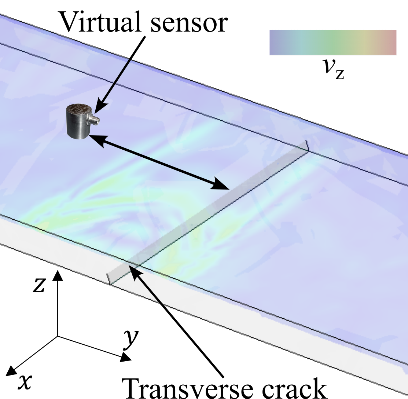 Virtual sensor
v_z
z
y
x
Transverse crack